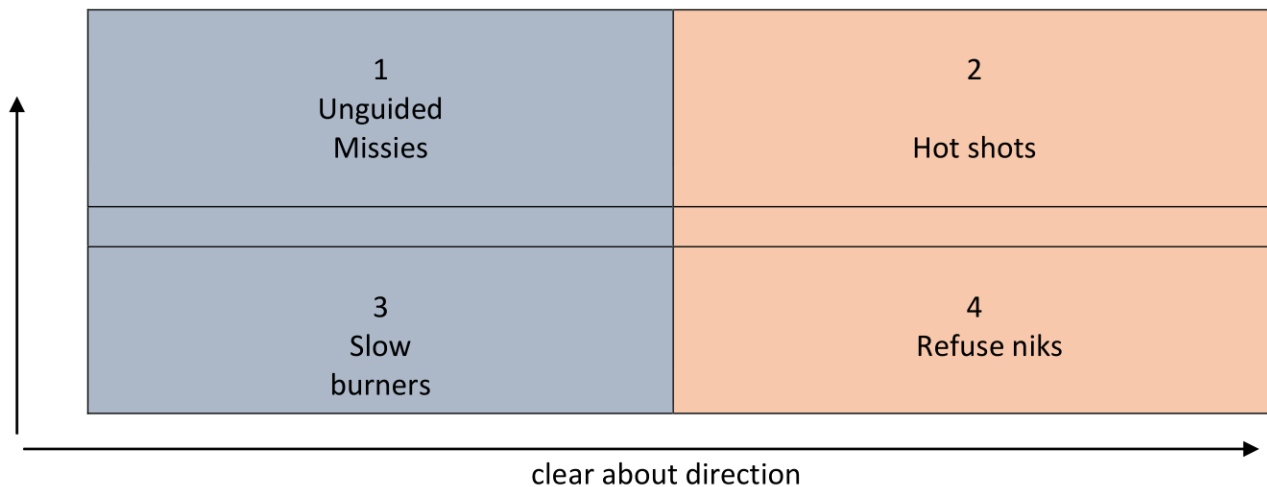 1
Unguided
Missies
2
Hot shots
3
Slow
burners
4
Refuse niks
clear about direction